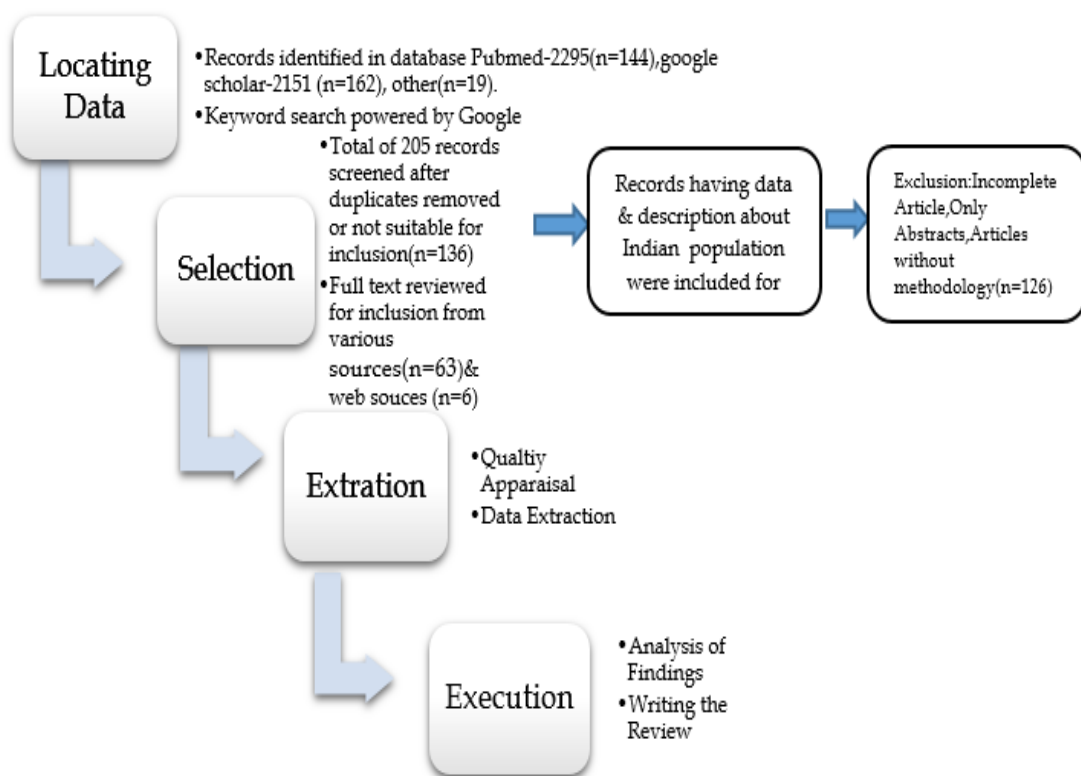 Locating
Data
•Records identified in database Pubmed-2295(n=144),google
scholar-2151 (n=162), other(n=19).
•Keyword search powered by Google
Selection
•Total of 205 records
screened after
duplicates removed
or not suitable for
inclusion(n=136)
•Full text reviewed
for inclusion from
various
sources(n=63)&
web souces (n=6)
Records having data
& description about
Indian population
were included for
Exclusion:Incomplete
Article,Only
Abstracts,Articles
without
methodology(n=126)
Extration
•Qualtiy
Apparaisal
•Data Extraction
Execution
•Analysis of
Findings
•Writing the
Review